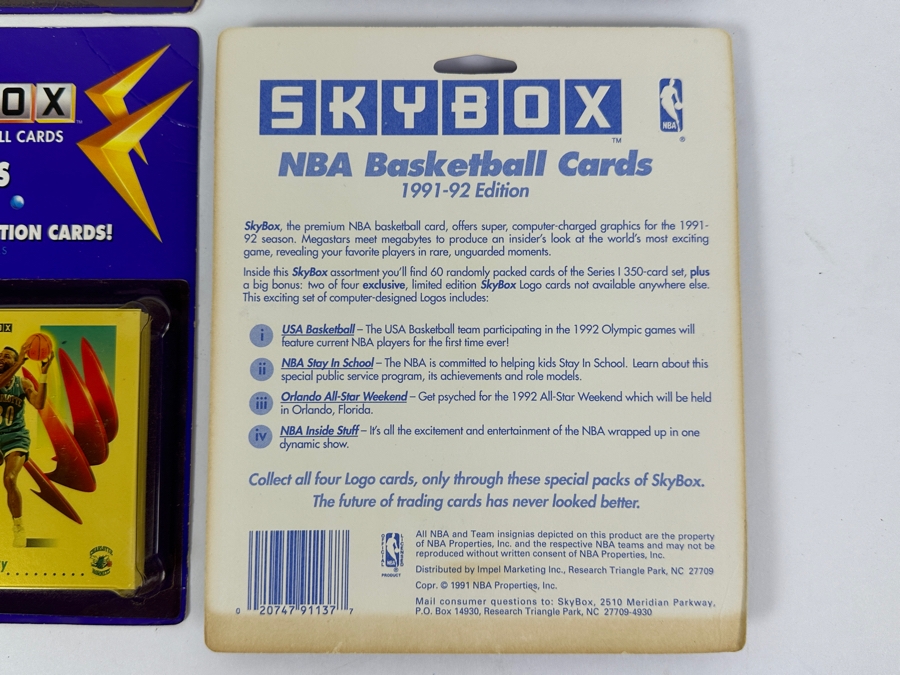 OX
LL CARDS
S
TION CARDS!
S
OX
30
ry
CHARLOTTE
HORNETS
SKYBOX
TM
NBA
®
NBA Basketball Cards
1991-92 Edition
SkyBox, the premium NBA basketball card, offers super, computer-charged graphics for the 1991-
92 season. Megastars meet megabytes to produce an insider's look at the world's most exciting
game, revealing your favorite players in rare, unguarded moments.
Inside this SkyBox assortment you'll find 60 randomly packed cards of the Series I 350-card set, plus
a big bonus: two of four exclusive, limited edition SkyBox Logo cards not available anywhere else.
This exciting set of computer-designed Logos includes:
i USA Basketball – The USA Basketball team participating in the 1992 Olympic games will
feature current NBA players for the first time ever!
ii NBA Stay In School – The NBA is committed to helping kids Stay In School. Learn about this
special public service program, its achievements and role models.
iii Orlando All-Star Weekend – Get psyched for the 1992 All-Star Weekend which will be held
in Orlando, Florida.
iv NBA Inside Stuff – It's all the excitement and entertainment of the NBA wrapped up in one
dynamic show.
Collect all four Logo cards, only through these special packs of SkyBox.
The future of trading cards has never looked better.
0 20747 91137 7
OFFICIAL LICENSED
NBA
PRODUCT
All NBA and Team insignias depicted on this product are the property
of NBA Properties, Inc. and the respective NBA teams and may not be
reproduced without written consent of NBA Properties, Inc.
Distributed by Impel Marketing Inc., Research Triangle Park, NC 27709
Copr. © 1991 NBA Properties, Inc.
Mail consumer questions to: SkyBox, 2510 Meridian Parkway,
P.O. Box 14930, Research Triangle Park, NC 27709-4930